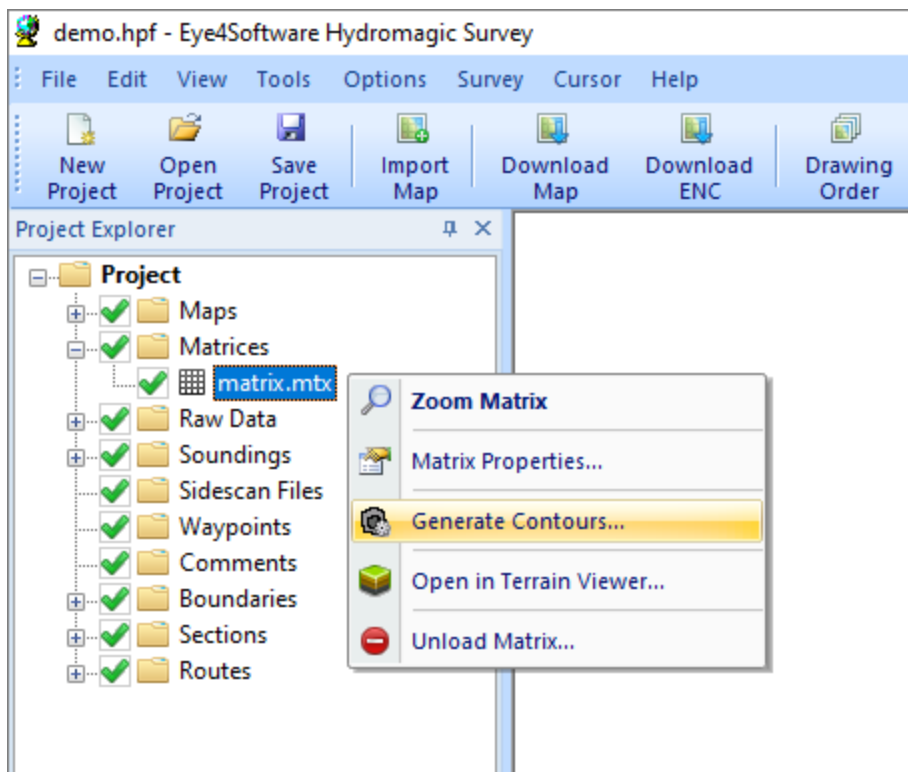 demo.hpf - Eye4Software Hydromagic Survey
File Edit View Tools Options Survey Cursor Help
New Project Open Project Save Project Import Map Download Map Download ENC Drawing Order
Project Explorer
Project
Maps
Matrices
matrix.mtx
Raw Data
Soundings
Sidescan Files
Waypoints
Comments
Boundaries
Sections
Routes
Zoom Matrix
Matrix Properties...
Generate Contours...
Open in Terrain Viewer...
Unload Matrix...